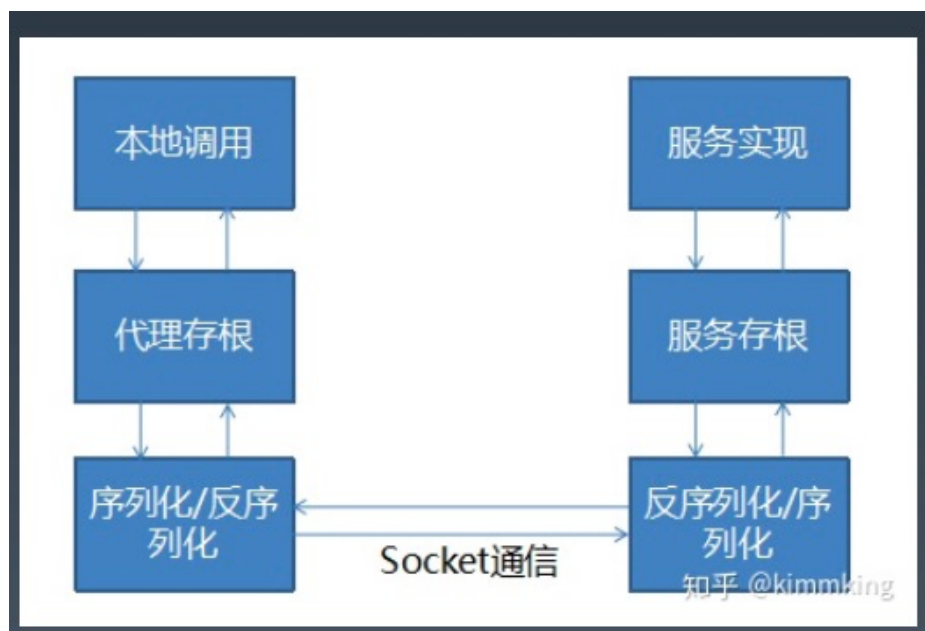 本地调用
服务实现
代理存根
服务存根
序列化/反序
列化
反序列化/序
列化
Socket通信
知乎 @kimmking